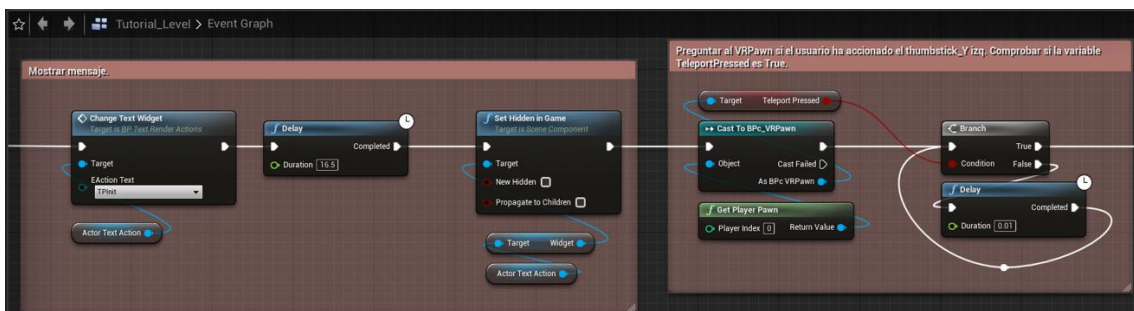 Tutorial_Level > Event Graph
Mostrar mensaje.
Change Text Widget
Target is BP Text Render Actions
Target
EAction Text
TPInit
Actor Text Action
Delay
Completed
Duration 16.5
Set Hidden in Game
Target is Scene Component
Target
New Hidden
Propagate to Children
Target Widget
Actor Text Action
Preguntar al VRPawn si el usuario ha accionado el thumbstick_Y izq. Comprobar si la variable
TeleportPressed es True.
Target Teleport Pressed
Cast To BPc_VRPawn
Object Cast Failed
As BPc VRPawn
Get Player Pawn
Player Index 0 Return Value
Branch
True
Condition False
Delay
Completed
Duration 0.01